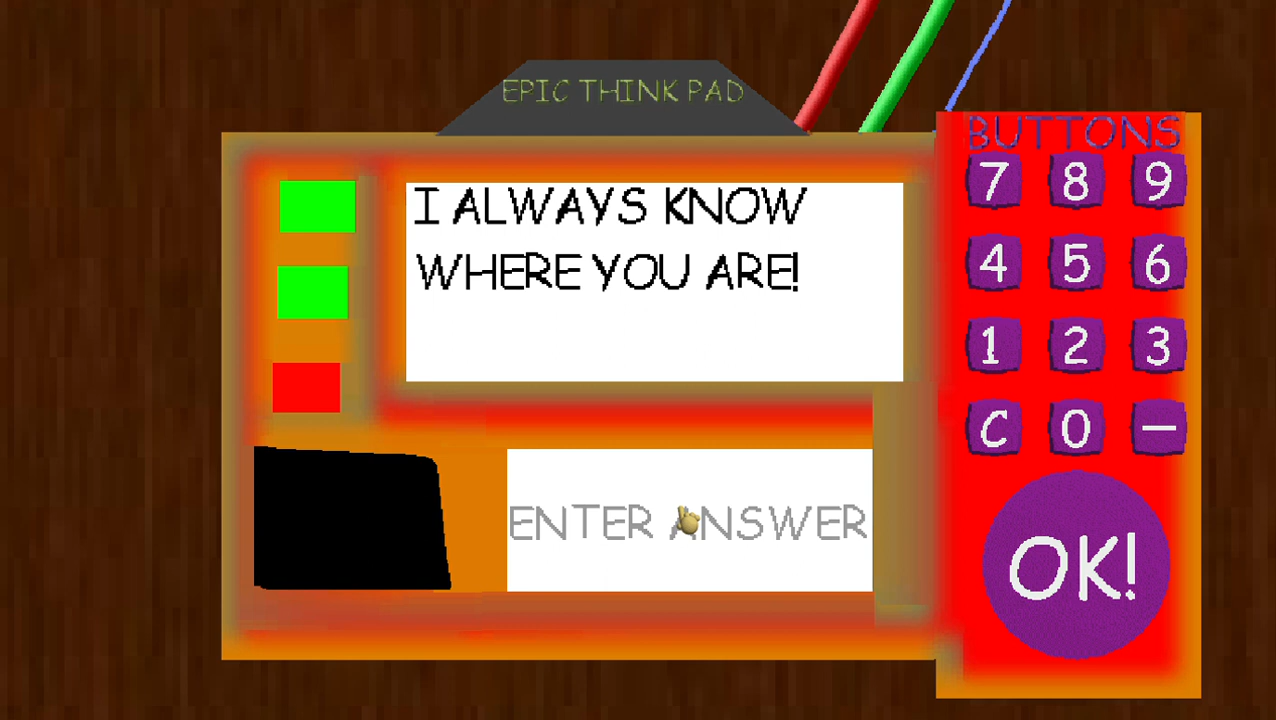 EPIC THINK PAD
I ALWAYS KNOW
WHERE YOU ARE!
ENTER ANSWER
BUTTONS
7 8 9
4 5 6
1 2 3
C 0 −
OK!